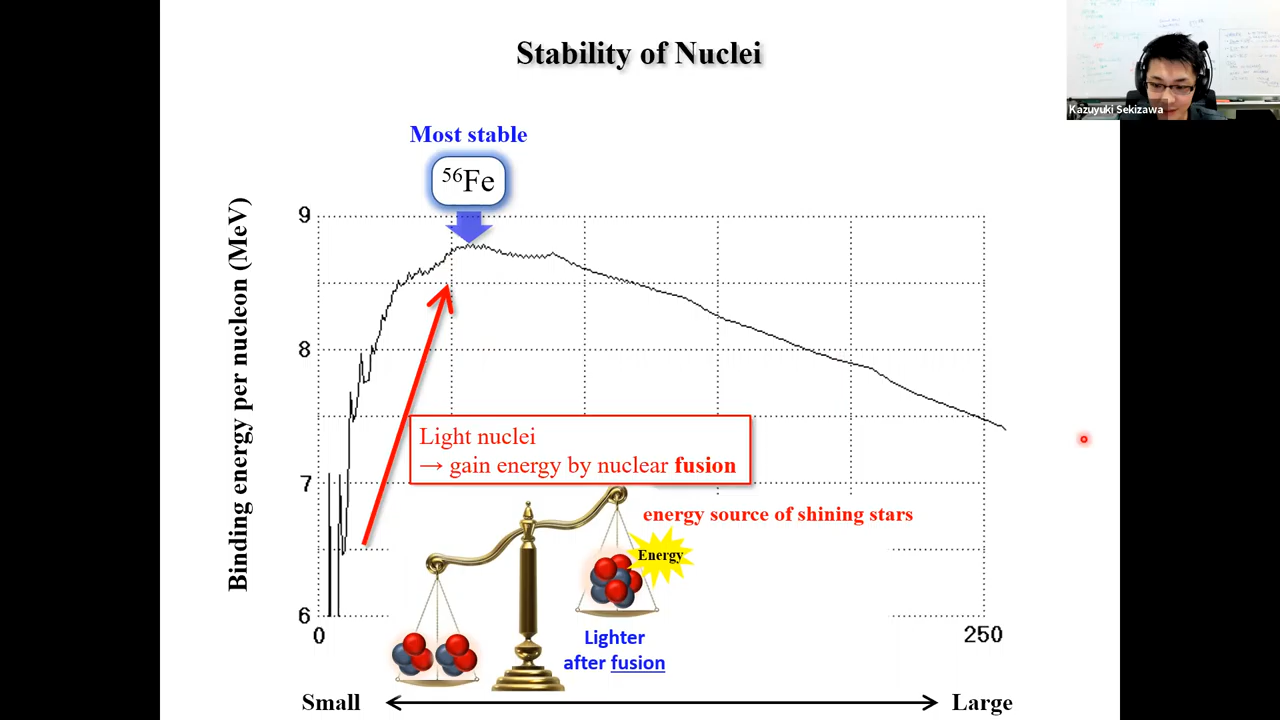 Stability of Nuclei
Kazuyuki Sekizawa
Most stable
56Fe
Binding energy per nucleon (MeV)
9
8
7
6
0
250
Light nuclei
→ gain energy by nuclear fusion
energy source of shining stars
Energy
Lighter
after fusion
Small
Large